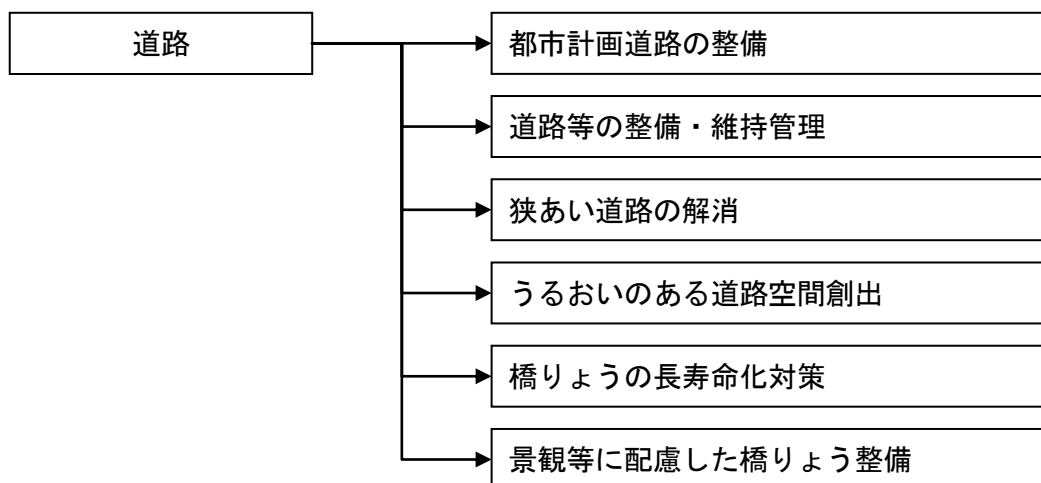 道路
都市計画道路の整備
道路等の整備・維持管理
狭あい道路の解消
うるおいのある道路空間創出
橋りょうの長寿命化対策
景観等に配慮した橋りょう整備